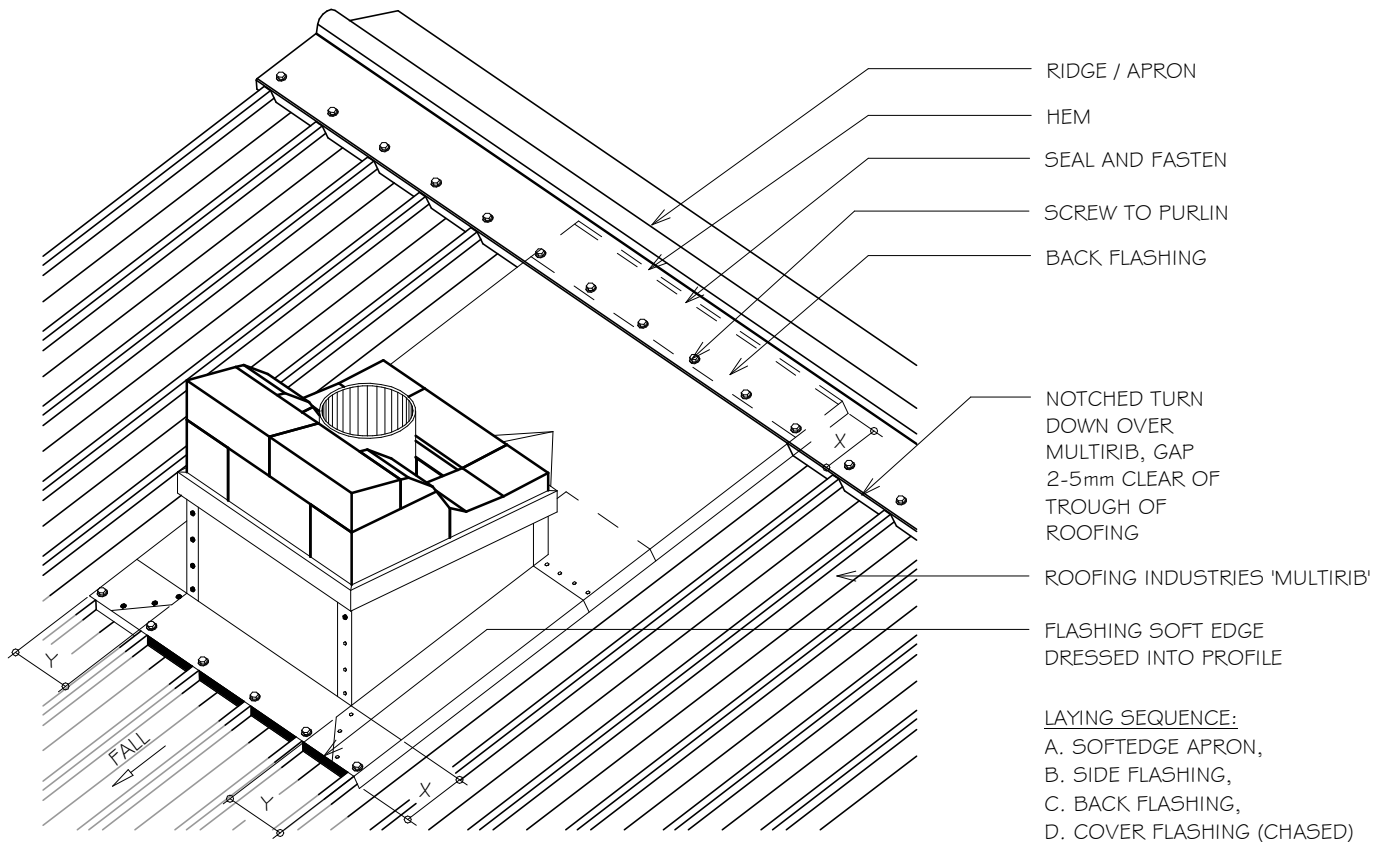 RIDGE / APRON
HEM
SEAL AND FASTEN
SCREW TO PURLIN
BACK FLASHING
NOTCHED TURN
DOWN OVER
MULTIRIB, GAP
2-5mm CLEAR OF
TROUGH OF
ROOFING
ROOFING INDUSTRIES 'MULTIRIB'
FLASHING SOFT EDGE
DRESSED INTO PROFILE
LAYING SEQUENCE:
A. SOFTEDGE APRON,
B. SIDE FLASHING,
C. BACK FLASHING,
D. COVER FLASHING (CHASED)
X
Y
FALL
Y
X